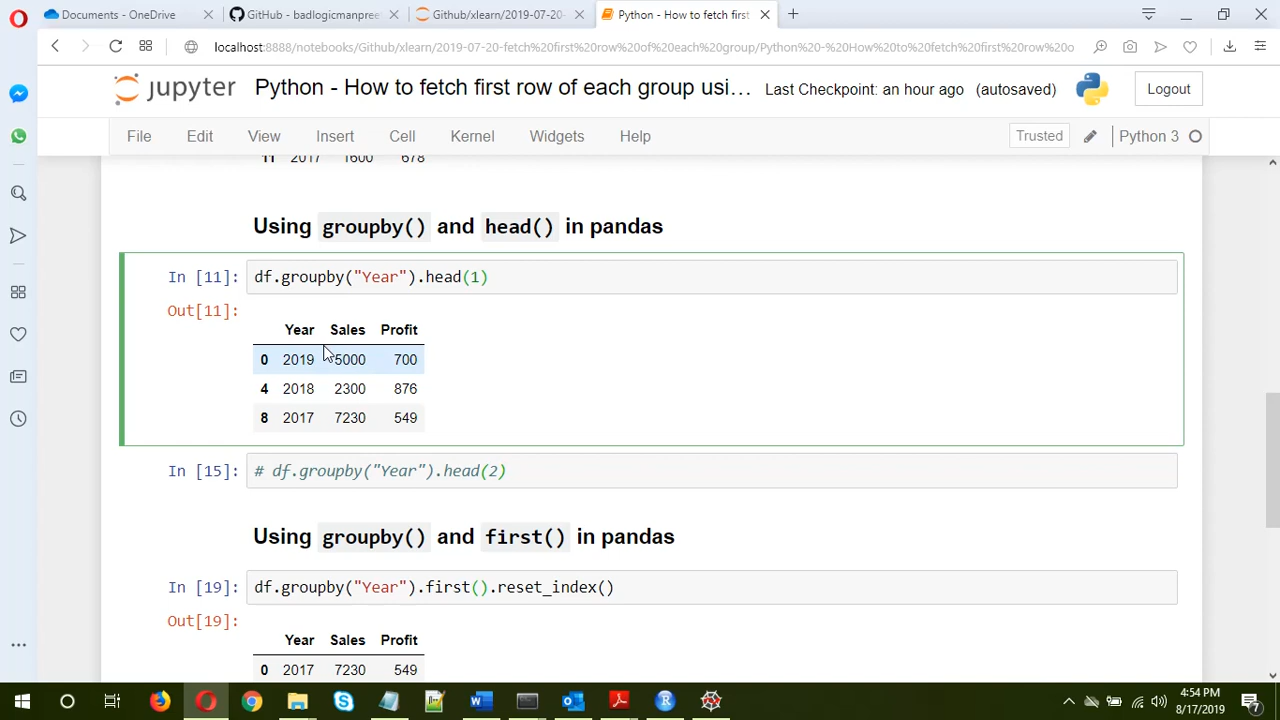 Documents - OneDrive
GitHub - badlogicmanpree
Github/xlearn/2019-07-20-
Python - How to fetch first
localhost:8888/notebooks/Github/xlearn/2019-07-20-fetch%20first%20row%20of%20each%20group/Python%20-%20How%20to%20fetch%20first%20row%20o
jupyter Python - How to fetch first row of each group usi... Last Checkpoint: an hour ago (autosaved) Logout
File Edit View Insert Cell Kernel Widgets Help Trusted Python 3
11 2017 1600 678
Using groupby() and head() in pandas
In [11]: df.groupby("Year").head(1)
Out[11]:
Year Sales Profit
0 2019 5000 700
4 2018 2300 876
8 2017 7230 549
In [15]: # df.groupby("Year").head(2)
Using groupby() and first() in pandas
In [19]: df.groupby("Year").first().reset_index()
Out[19]:
Year Sales Profit
0 2017 7230 549
4:54 PM
8/17/2019
7